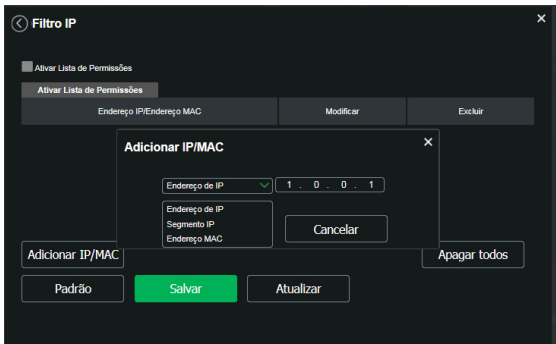 Filtro IP
Ativar Lista de Permissões
Ativar Lista de Permissões
Endereço IP/Endereço MAC Modificar Excluir
Adicionar IP/MAC
Endereço de IP 1 . 0 . 0 . 1
Endereço de IP
Segmento IP
Endereço MAC
Cancelar
Adicionar IP/MAC Apagar todos
Padrão Salvar Atualizar